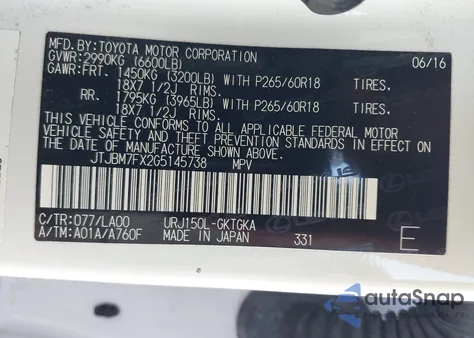 MFD. BY: TOYOTA MOTOR CORPORATION 06/16
GVWR: 2990KG (6600LB)
GAWR: FRT. 1450KG (3200LB) WITH P265/60R18 TIRES.
18X7 1/2J RIMS.
RR. 1795KG (3965LB) WITH P265/60R18 TIRES.
18X7 1/2J RIMS.
THIS VEHICLE CONFORMS TO ALL APPLICABLE FEDERAL MOTOR
VEHICLE SAFETY AND BUMPER STANDARDS IN EFFECT ON
THE DATE OF MANUFACTURE SHOWN ABOVE.
JTJBM7FX2G5145738 MPV
C/TR: 077/LA00 URJ150L-GKTGKA
A/TM: A01A/A760F MADE IN JAPAN 331 E
autoSnap